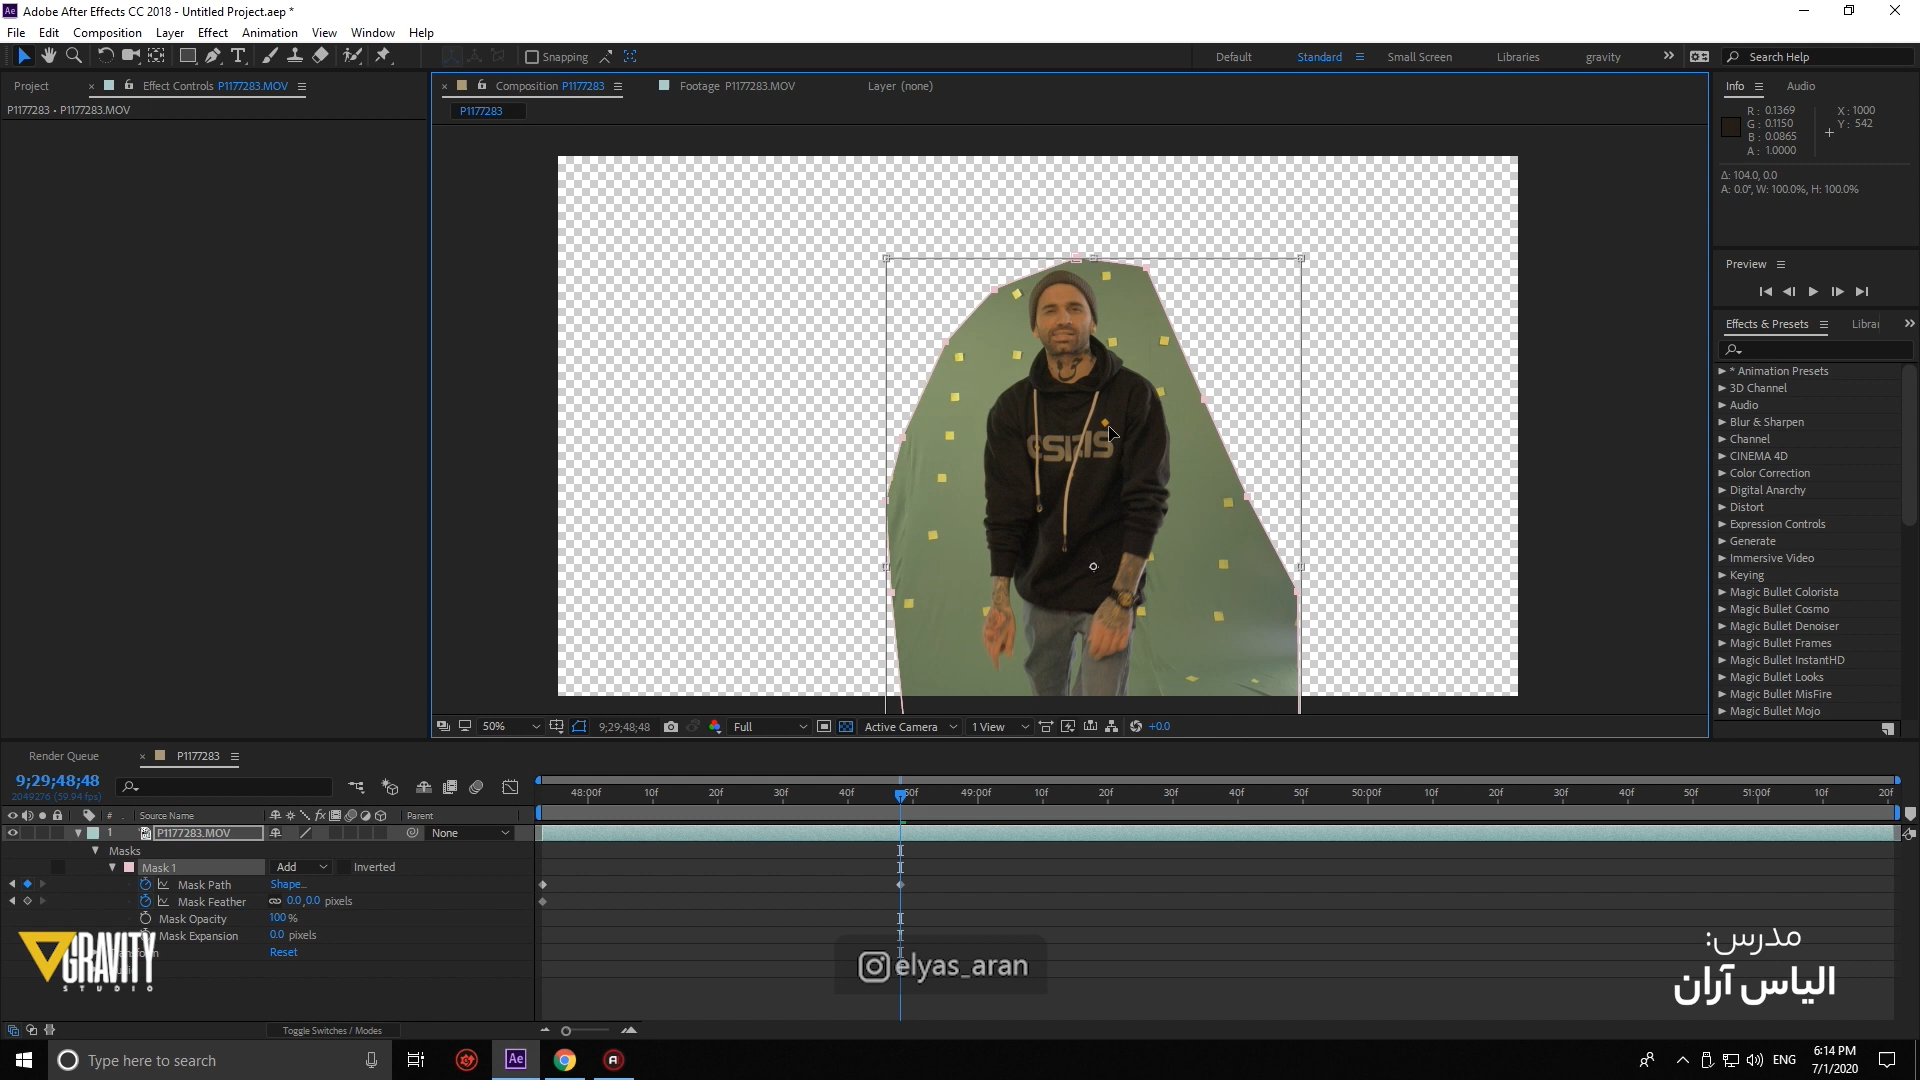 Adobe After Effects CC 2018 - Untitled Project.aep *
File Edit Composition Layer Effect Animation View Window Help
Snapping
Default Standard Small Screen Libraries gravity Search Help
Project Effect Controls P1177283.MOV
Composition P1177283 Footage P1177283.MOV Layer (none)
P1177283 • P1177283.MOV
P1177283
Info Audio
R : 0.1369
G : 0.1150
B : 0.0865
A : 1.0000
X : 1000
Y : 542
Δ: 104.0, 0.0
A: 0.0°, W: 100.0%, H: 100.0%
Preview
Effects & Presets Librar
* Animation Presets
3D Channel
Audio
Blur & Sharpen
Channel
CINEMA 4D
Color Correction
Digital Anarchy
Distort
Expression Controls
Generate
Immersive Video
Keying
Magic Bullet Colorista
Magic Bullet Cosmo
Magic Bullet Denoiser
Magic Bullet Frames
Magic Bullet InstantHD
Magic Bullet Looks
Magic Bullet MisFire
Magic Bullet Mojo
50% 9;29;48;48 Full Active Camera 1 View +0.0
Render Queue P1177283
9;29;48;48
2049276 (59.94 fps)
48:00f 10f 20f 30f 40f 50f 49:00f 10f 20f 30f 40f 50f 50:00f 10f 20f 30f 40f 50f 51:00f 10f 20f
# Source Name Parent
1 P1177283.MOV None
Masks
Mask 1 Add Inverted
Mask Path Shape...
Mask Feather 0.0, 0.0 pixels
Mask Opacity 100 %
Mask Expansion 0.0 pixels
Reset
GRAVITY
STUDIO
elyas_aran
مدرس:
الیاس آران
Toggle Switches / Modes
Type here to search
Ae
ENG
6:14 PM
7/1/2020